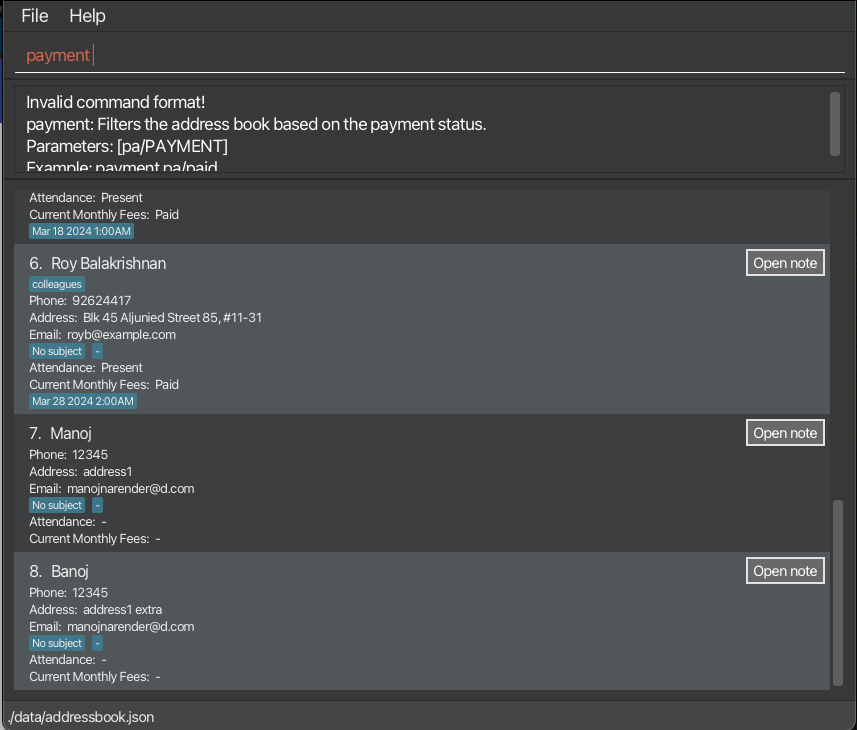 File Help
payment
Invalid command format!
payment: Filters the address book based on the payment status.
Parameters: [pa/PAYMENT]
Example: payment pa/paid
Attendance: Present
Current Monthly Fees: Paid
Mar 18 2024 1:00AM
6. Roy Balakrishnan Open note
colleagues
Phone: 92624417
Address: Blk 45 Aljunied Street 85, #11-31
Email: royb@example.com
No subject -
Attendance: Present
Current Monthly Fees: Paid
Mar 28 2024 2:00AM
7. Manoj Open note
Phone: 12345
Address: address1
Email: manojnarender@d.com
No subject -
Attendance: -
Current Monthly Fees: -
8. Banoj Open note
Phone: 12345
Address: address1 extra
Email: manojnarender@d.com
No subject -
Attendance: -
Current Monthly Fees: -
./data/addressbook.json